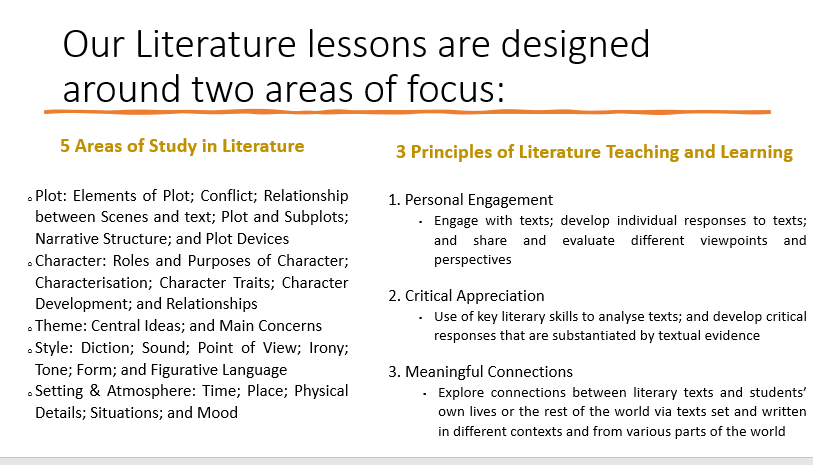 Our Literature lessons are designed
around two areas of focus:
5 Areas of Study in Literature
Plot: Elements of Plot; Conflict; Relationship
between Scenes and text; Plot and Subplots;
Narrative Structure; and Plot Devices
Character: Roles and Purposes of Character;
Characterisation; Character Traits; Character
Development; and Relationships
Theme: Central Ideas; and Main Concerns
Style: Diction; Sound; Point of View; Irony;
Tone; Form; and Figurative Language
Setting & Atmosphere: Time; Place; Physical
Details; Situations; and Mood
3 Principles of Literature Teaching and Learning
1. Personal Engagement
Engage with texts; develop individual responses to texts;
and share and evaluate different viewpoints and
perspectives
2. Critical Appreciation
Use of key literary skills to analyse texts; and develop critical
responses that are substantiated by textual evidence
3. Meaningful Connections
Explore connections between literary texts and students’
own lives or the rest of the world via texts set and written
in different contexts and from various parts of the world